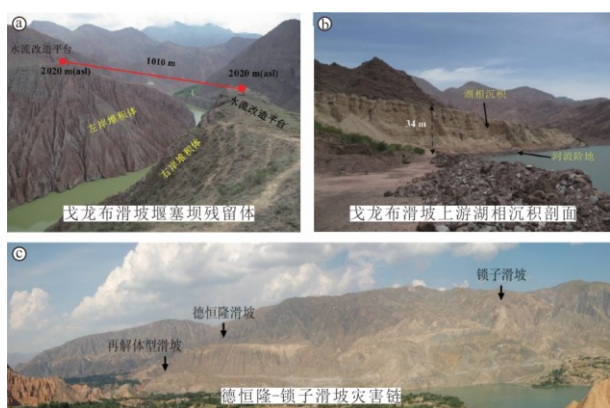 a
水流改造平台
2020 m(asl)
1010 m
2020 m(asl)
水流改造平台
左岸堆积体
右岸堆积体
戈龙布滑坡堰塞坝残留体
b
湖相沉积
34 m
河流阶地
戈龙布滑坡上游湖相沉积剖面
c
锁子滑坡
德恒隆滑坡
再解体型滑坡
德恒隆-锁子滑坡灾害链